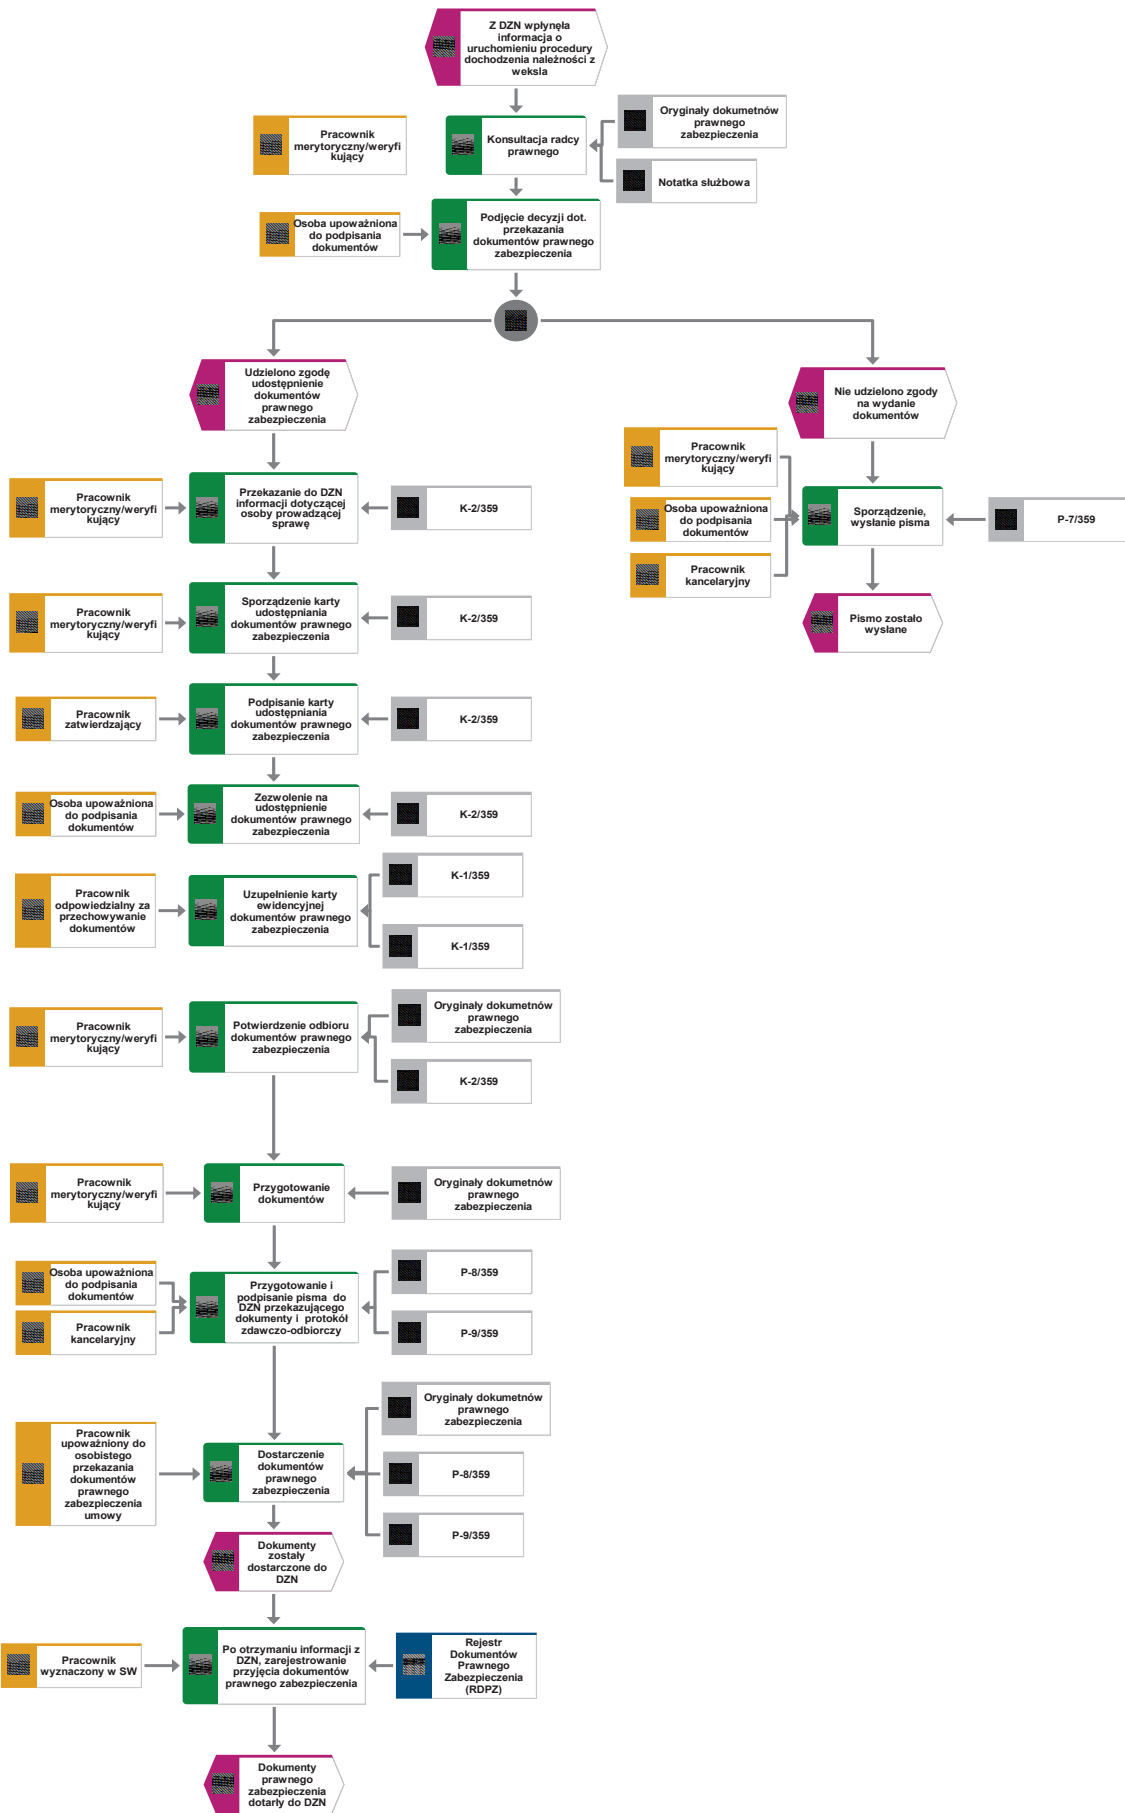 Z DZN wpłynęła
informacja o
uruchomieniu procedury
dochodzenia należności z
weksla
Pracownik
merytoryczny/weryfi
kujący
Konsultacja radcy
prawnego
Oryginały dokumetnów
prawnego
zabezpieczenia
Notatka służbowa
Osoba upoważniona
do podpisania
dokumentów
Podjęcie decyzji dot.
przekazania
dokumentów prawnego
zabezpieczenia
Udzielono zgodę
udostępnienie
dokumentów
prawnego
zabezpieczenia
Nie udzielono zgody
na wydanie
dokumentów
Pracownik
merytoryczny/weryfi
kujący
Osoba upoważniona
do podpisania
dokumentów
Pracownik
kancelaryjny
Sporządzenie,
wysłanie pisma
P-7/359
Pismo zostało
wysłane
Pracownik
merytoryczny/weryfi
kujący
Przekazanie do DZN
informacji dotyczącej
osoby prowadzącej
sprawę
K-2/359
Pracownik
merytoryczny/weryfi
kujący
Sporządzenie karty
udostępniania
dokumentów prawnego
zabezpieczenia
K-2/359
Pracownik
zatwierdzający
Podpisanie karty
udostępniania
dokumentów prawnego
zabezpieczenia
K-2/359
Osoba upoważniona
do podpisania
dokumentów
Zezwolenie na
udostępnienie
dokumentów prawnego
zabezpieczenia
K-2/359
Pracownik
odpowiedzialny za
przechowywanie
dokumentów
Uzupełnienie karty
ewidencyjnej
dokumentów prawnego
zabezpieczenia
K-1/359
K-1/359
Pracownik
merytoryczny/weryfi
kujący
Potwierdzenie odbioru
dokumentów prawnego
zabezpieczenia
Oryginały dokumetnów
prawnego
zabezpieczenia
K-2/359
Pracownik
merytoryczny/weryfi
kujący
Przygotowanie
dokumentów
Oryginały dokumetnów
prawnego
zabezpieczenia
Osoba upoważniona
do podpisania
dokumentów
Pracownik
kancelaryjny
Przygotowanie i
podpisanie pisma do
DZN przekazującego
dokumenty i protokół
zdawczo-odbiorczy
P-8/359
P-9/359
Pracownik
upoważniony do
osobistego
przekazania
dokumentów
prawnego
zabezpieczenia
umowy
Dostarczenie
dokumentów
prawnego
zabezpieczenia
Oryginały dokumetnów
prawnego
zabezpieczenia
P-8/359
P-9/359
Dokumenty
zostały
dostarczone do
DZN
Pracownik
wyznaczony w SW
Po otrzymaniu informacji z
DZN, zarejestrowanie
przyjęcia dokumentów
prawnego zabezpieczenia
Rejestr
Dokumentów
Prawnego
Zabezpieczenia
(RDPZ)
Dokumenty
prawnego
zabezpieczenia
dotarły do DZN